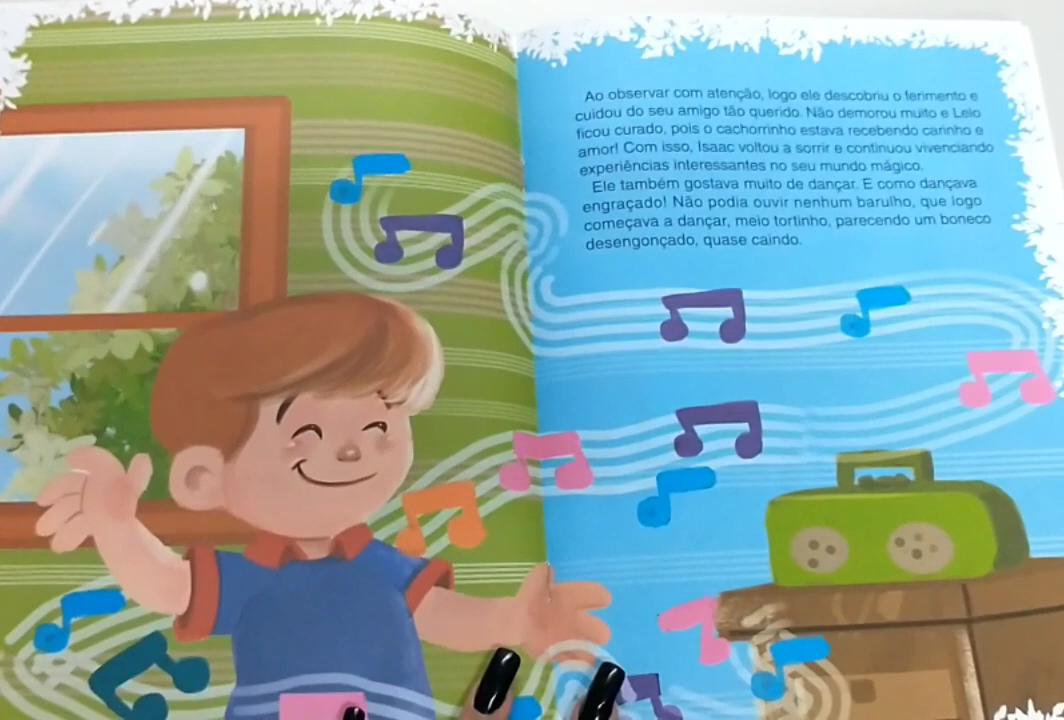 Ao observar com atenção, logo ele descobriu o ferimento e
cuidou do seu amigo tão querido. Não demorou muito e Lelo
ficou curado, pois o cachorrinho estava recebendo carinho e
amor! Com isso, Isaac voltou a sorrir e continuou vivenciando
experiências interessantes no seu mundo mágico.
Ele também gostava muito de dançar. E como dançava
engraçado! Não podia ouvir nenhum barulho, que logo
começava a dançar, meio tortinho, parecendo um boneco
desengonçado, quase caindo.